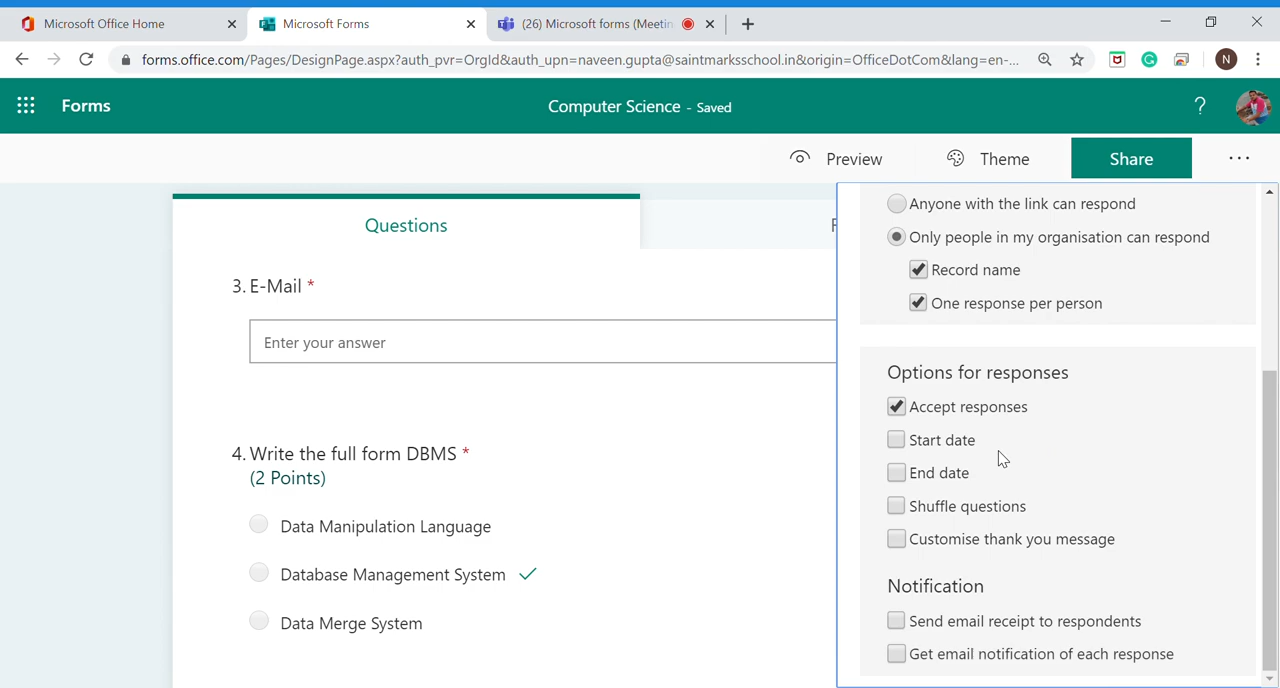 Microsoft Office Home
Microsoft Forms
(26) Microsoft forms (Meetin
forms.office.com/Pages/DesignPage.aspx?auth_pvr=OrgId&auth_upn=naveen.gupta@saintmarksschool.in&origin=OfficeDotCom&lang=en-...
N
Forms
Computer Science - Saved
?
Preview
Theme
Share
...
Questions
Anyone with the link can respond
Only people in my organisation can respond
Record name
One response per person
3. E-Mail *
Enter your answer
Options for responses
Accept responses
Start date
End date
Shuffle questions
Customise thank you message
4. Write the full form DBMS *
(2 Points)
Data Manipulation Language
Database Management System
Data Merge System
Notification
Send email receipt to respondents
Get email notification of each response